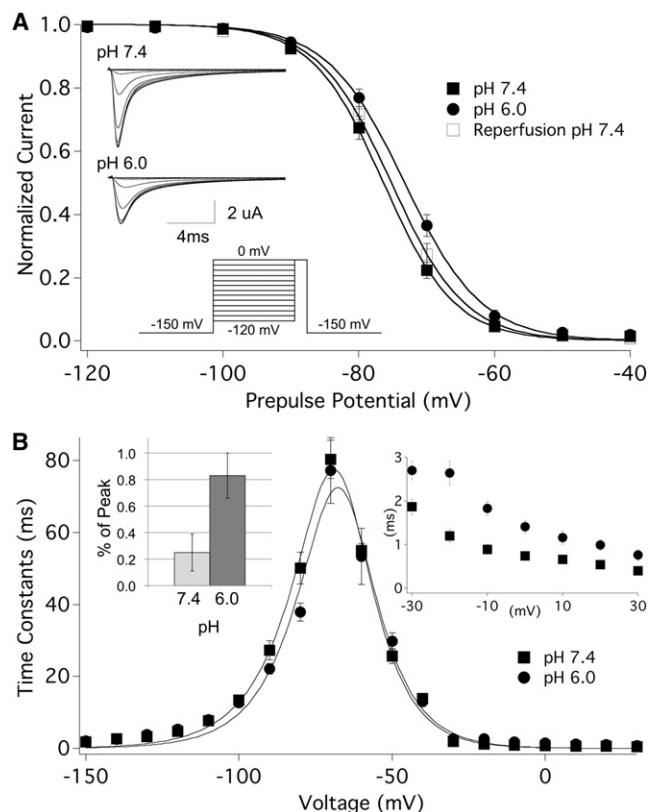 A
1.0
0.8
0.6
0.4
0.2
0.0
Normalized Current
pH 7.4
pH 6.0
2 uA
4ms
0 mV
-150 mV
-120 mV
-150 mV
pH 7.4
pH 6.0
Reperfusion pH 7.4
-120
-100
-80
-60
-40
Prepulse Potential (mV)
B
80
60
40
20
0
Time Constants (ms)
1.0
0.8
0.6
0.4
0.2
0.0
% of Peak
7.4
6.0
pH
3
2
1
0
(ms)
-30
-10
(mV)
10
30
pH 7.4
pH 6.0
-150
-100
-50
0
Voltage (mV)